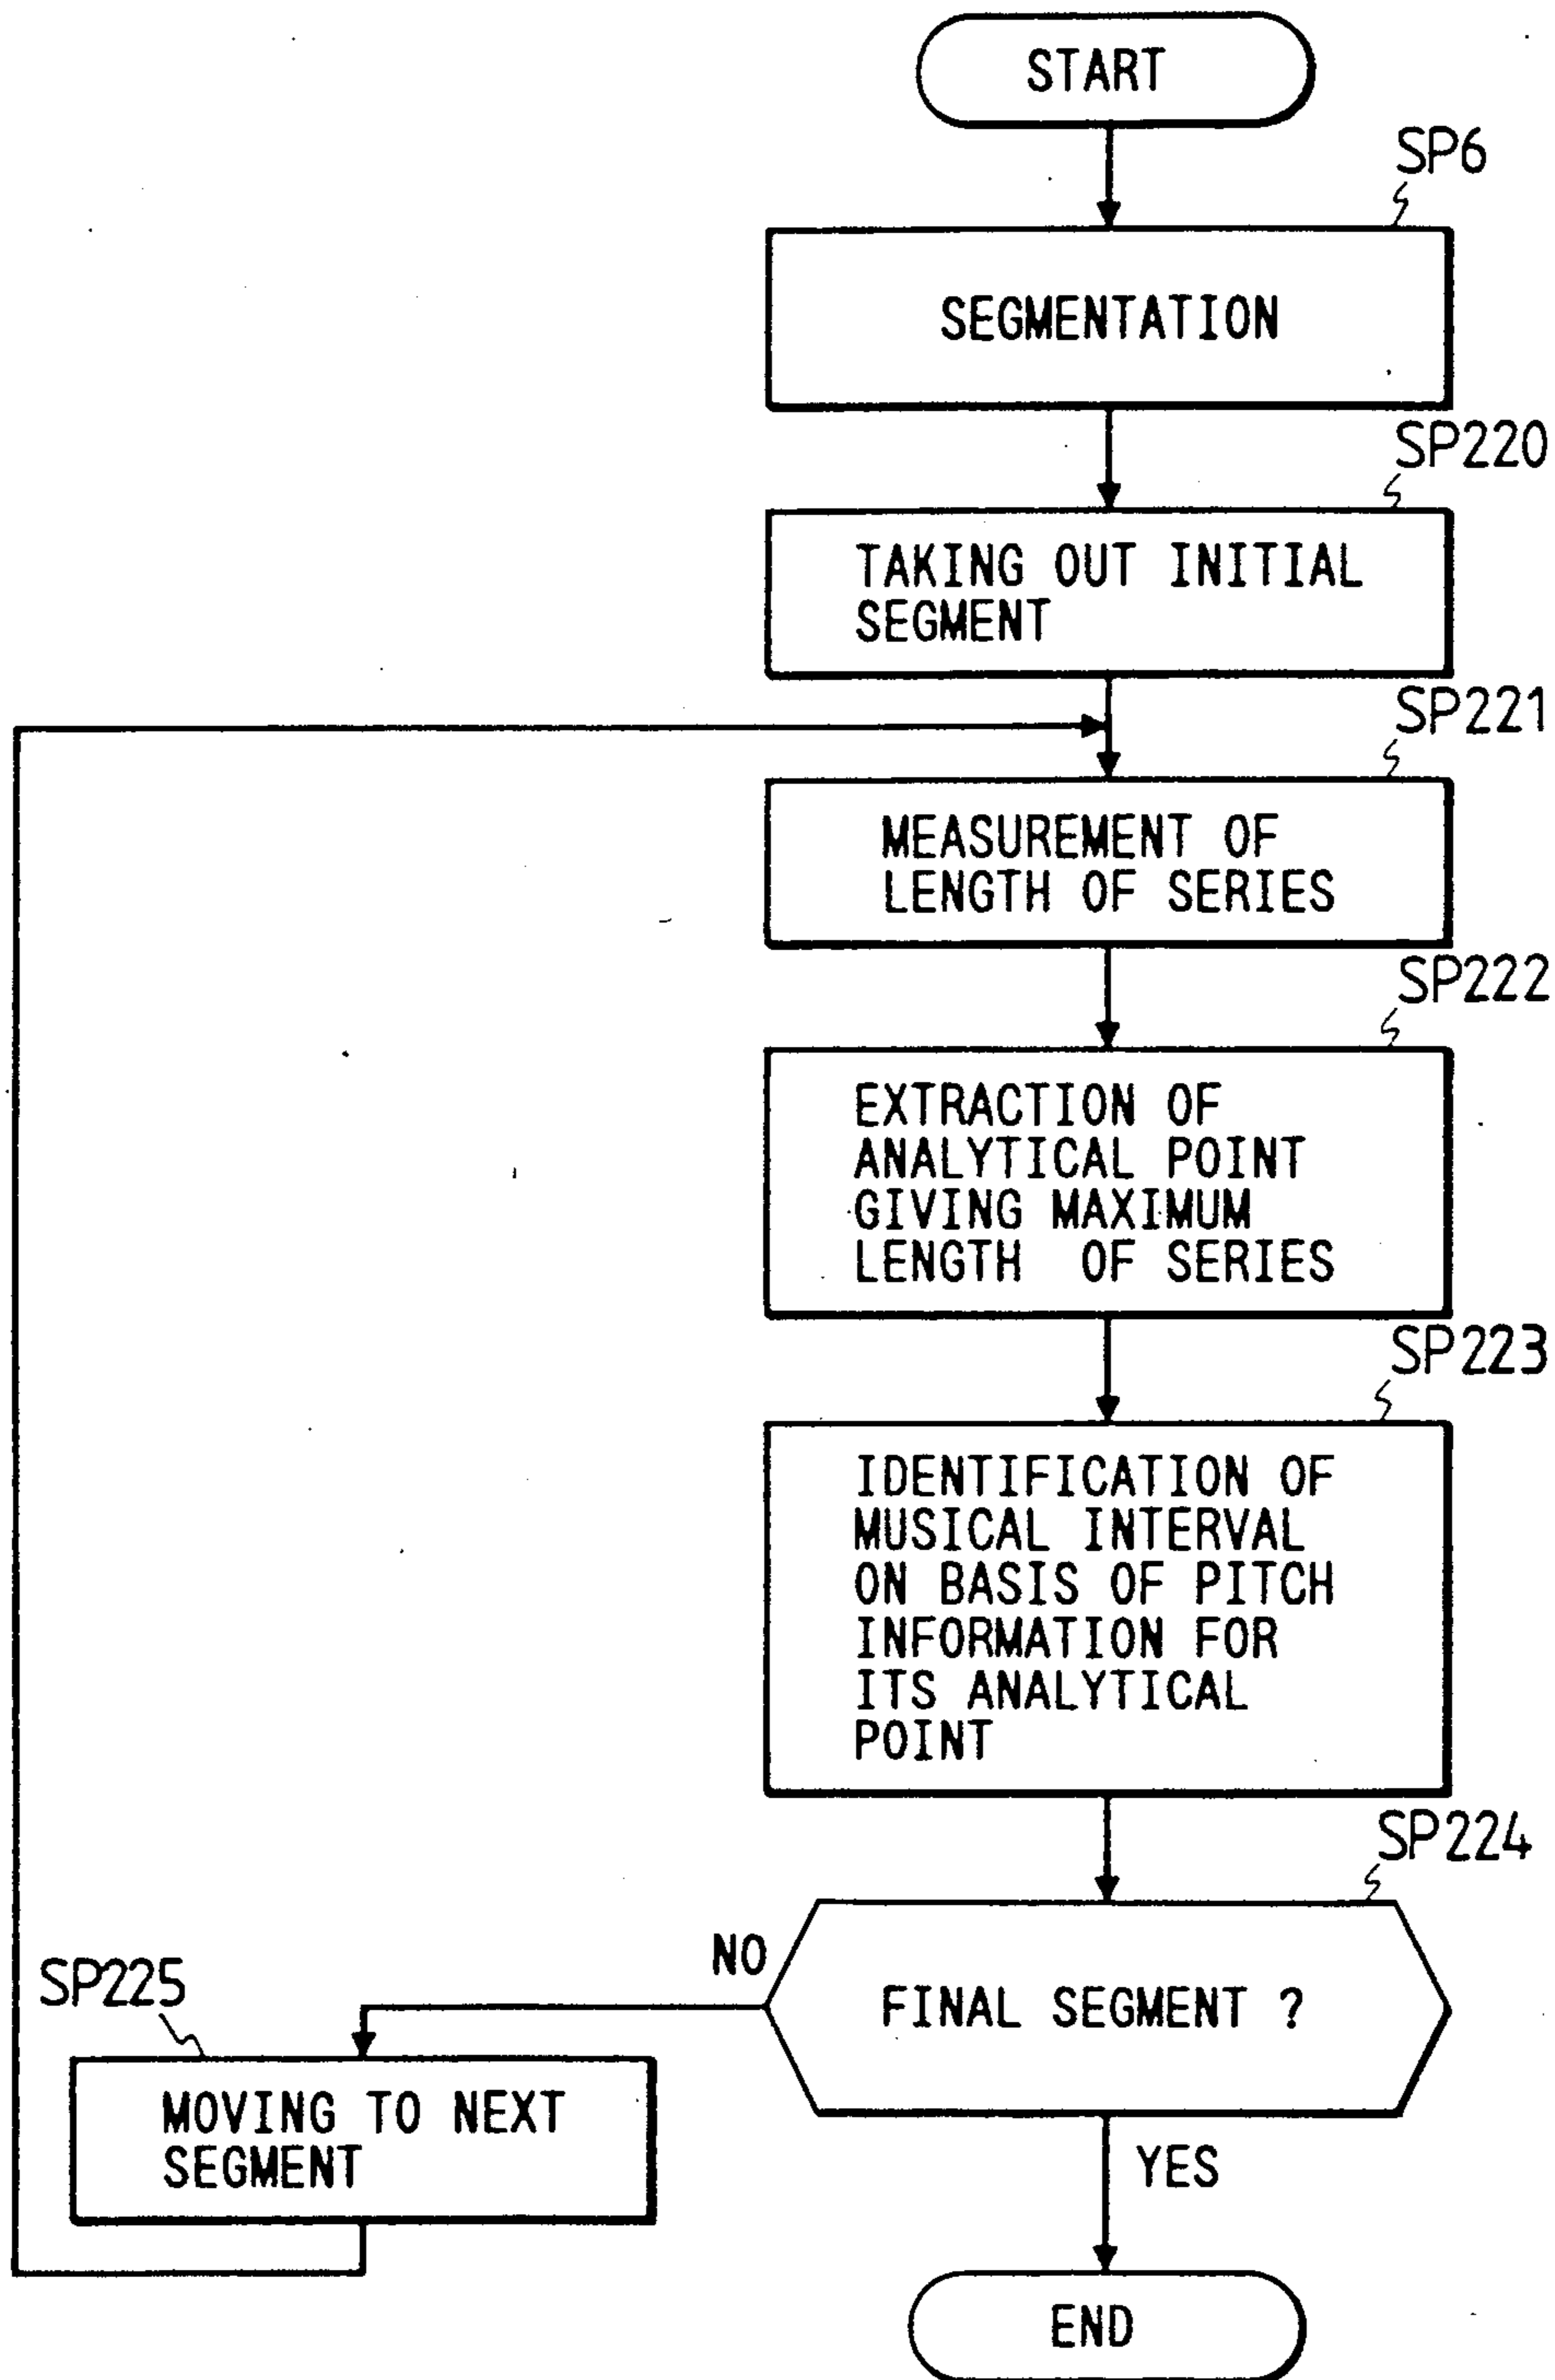 START
SP6
SEGMENTATION
SP220
TAKING OUT INITIAL
SEGMENT
SP221
MEASUREMENT OF
LENGTH OF SERIES
SP222
EXTRACTION OF
ANALYTICAL POINT
GIVING MAXIMUM
LENGTH OF SERIES
SP223
IDENTIFICATION OF
MUSICAL INTERVAL
ON BASIS OF PITCH
INFORMATION FOR
ITS ANALYTICAL
POINT
SP224
NO
FINAL SEGMENT ?
SP225
MOVING TO NEXT
SEGMENT
YES
END